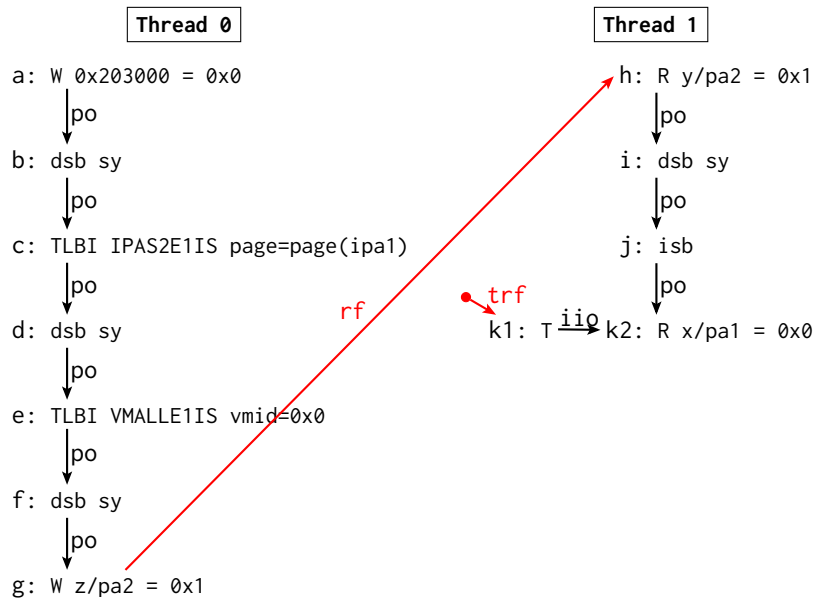 Thread 0
a: W 0x203000 = 0x0
po
b: dsb sy
po
c: TLBI IPAS2E1IS page=page(ipa1)
po
d: dsb sy
po
e: TLBI VMALLE1IS vmid=0x0
po
f: dsb sy
po
g: W z/pa2 = 0x1
rf
Thread 1
h: R y/pa2 = 0x1
po
i: dsb sy
po
j: isb
po
trf
k1: T
iio
k2: R x/pa1 = 0x0